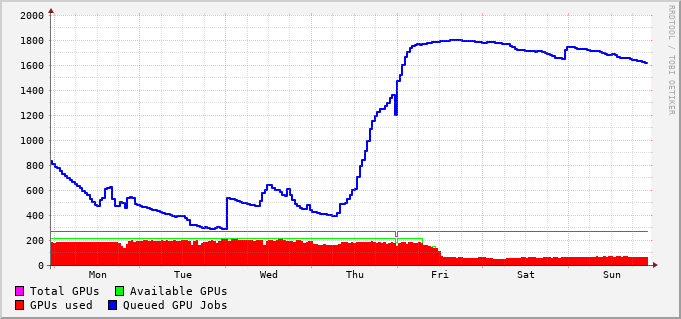 2000
1800
1600
1400
1200
1000
800
600
400
200
0
Mon Tue Wed Thu Fri Sat Sun
Total GPUs Available GPUs
GPUs used Queued GPU Jobs
RRDTOOL / TOBI OETIKER